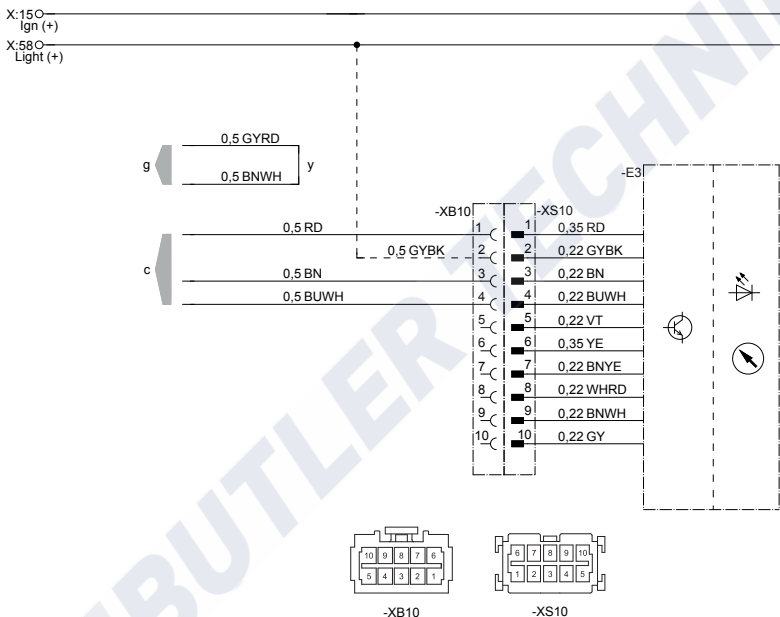 X:15
Ign (+)
X:58
Light (+)
0,5 GYRD
g
y
0,5 BNWH
-E3
-XB10
-XS10
0,5 RD
1
1
0,35 RD
0,5 GYBK
2
2
0,22 GYBK
c
0,5 BN
3
3
0,22 BN
0,5 BUWH
4
4
0,22 BUWH
5
5
0,22 VT
6
6
0,35 YE
7
7
0,22 BNYE
8
8
0,22 WHRD
9
9
0,22 BNWH
10
10
0,22 GY
10 9 8 7 6
5 4 3 2 1
-XB10
6 7 8 9 10
1 2 3 4 5
-XS10
BUTLER TECHNI